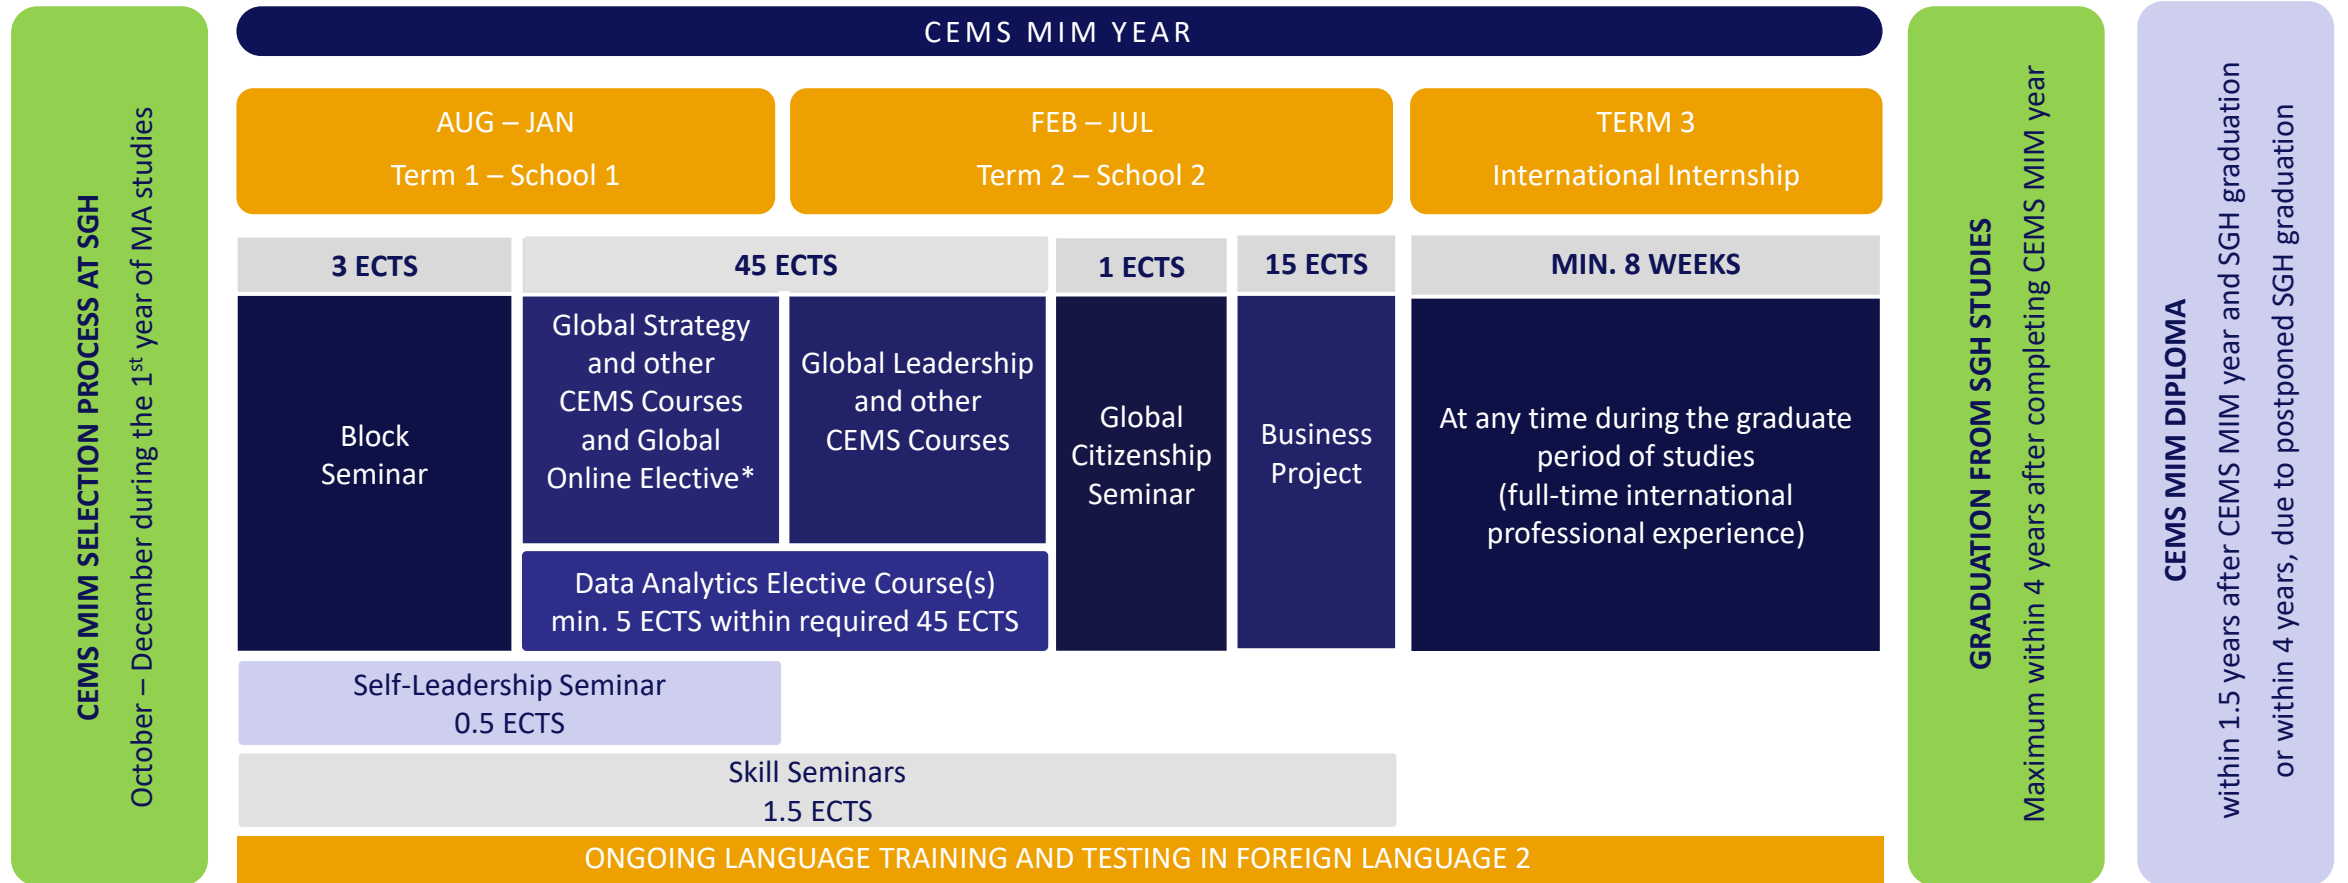 CEMS MIM SELECTION PROCESS AT SGH
October – December during the 1st year of MA studies
CEMS MIM YEAR
AUG – JAN
Term 1 – School 1
FEB – JUL
Term 2 – School 2
TERM 3
International Internship
3 ECTS
45 ECTS
1 ECTS
15 ECTS
MIN. 8 WEEKS
Block
Seminar
Global Strategy
and other
CEMS Courses
and Global
Online Elective*
Global Leadership
and other
CEMS Courses
Data Analytics Elective Course(s)
min. 5 ECTS within required 45 ECTS
Global
Citizenship
Seminar
Business
Project
At any time during the graduate
period of studies
(full-time international
professional experience)
Self-Leadership Seminar
0.5 ECTS
Skill Seminars
1.5 ECTS
ONGOING LANGUAGE TRAINING AND TESTING IN FOREIGN LANGUAGE 2
GRADUATION FROM SGH STUDIES
Maximum within 4 years after completing CEMS MIM year
CEMS MIM DIPLOMA
within 1.5 years after CEMS MIM year and SGH graduation
or within 4 years, due to postponed SGH graduation